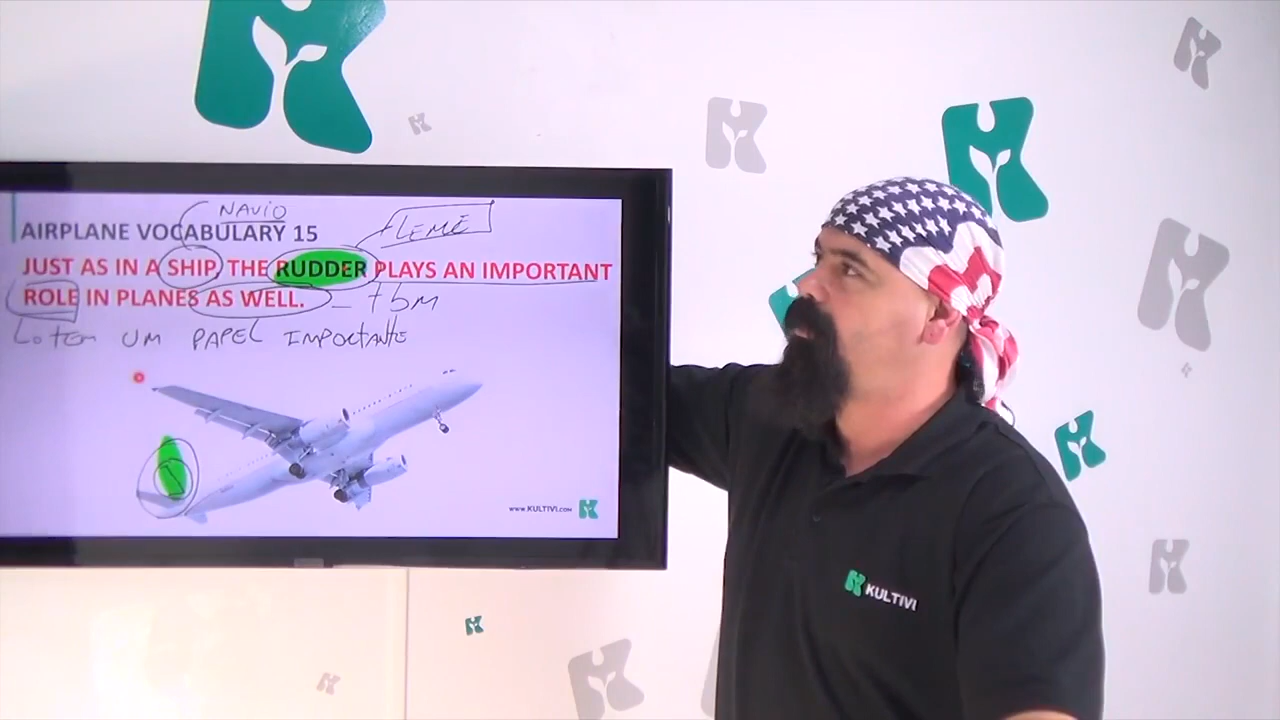 NAVIO
AIRPLANE VOCABULARY 15
LEME
JUST AS IN A SHIP, THE RUDDER PLAYS AN IMPORTANT
ROLE IN PLANES AS WELL. - tbm
TEM UM PAPEL IMPORTANTE
www.KULTIVI.COM
KULTIVI